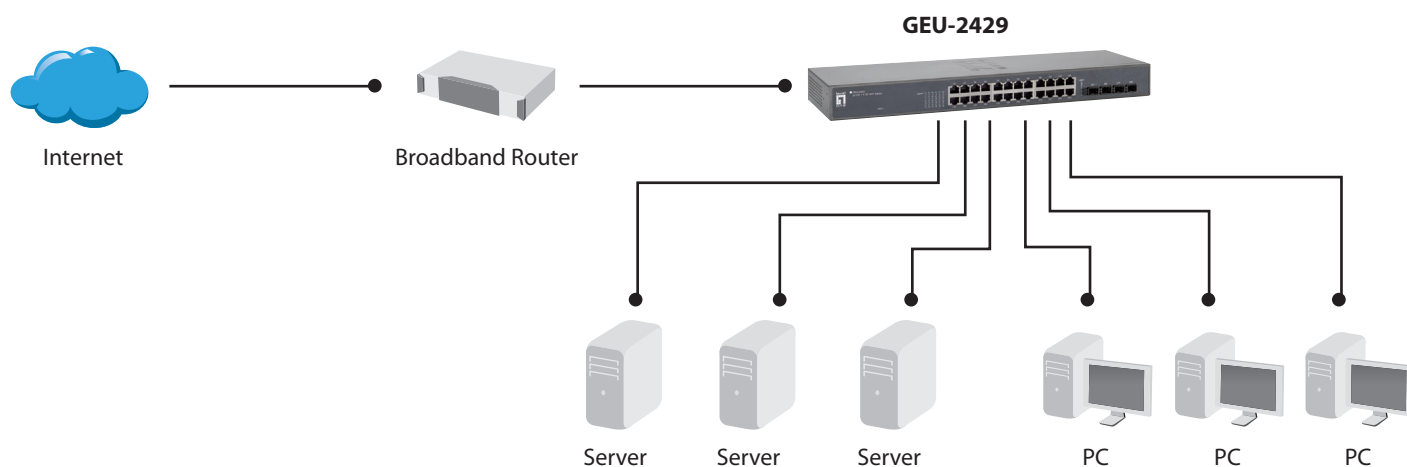 GEU-2429
Internet
Broadband Router
Server
Server
Server
PC
PC
PC